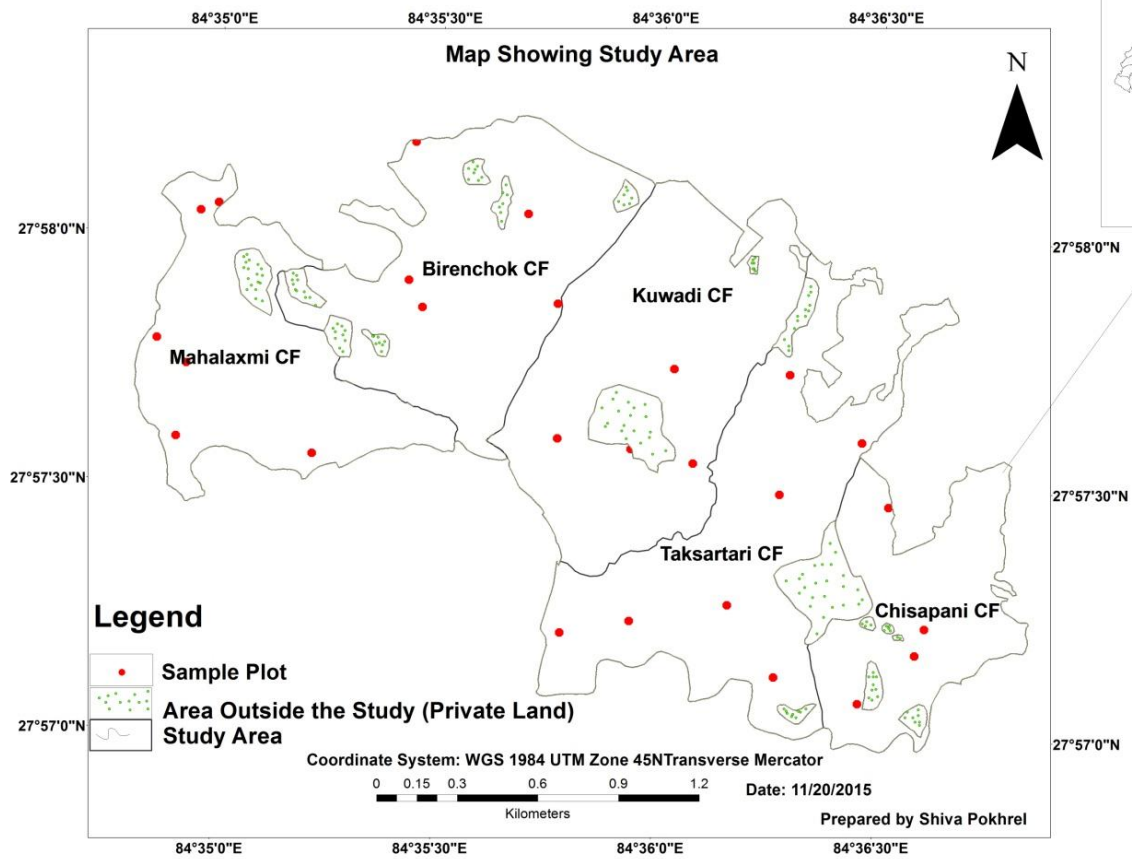 84°35'0"E 84°35'30"E 84°36'0"E 84°36'30"E
Map Showing Study Area
N
27°58'0"N 27°58'0"N
Birenchok CF
Kuwadi CF
Mahalaxmi CF
27°57'30"N 27°57'30"N
Taksartari CF
Chisapani CF
Legend
Sample Plot
Area Outside the Study (Private Land)
Study Area
27°57'0"N 27°57'0"N
Coordinate System: WGS 1984 UTM Zone 45NTransverse Mercator
0 0.15 0.3 0.6 0.9 1.2
Kilometers
Date: 11/20/2015
Prepared by Shiva Pokhrel
84°35'0"E 84°35'30"E 84°36'0"E 84°36'30"E